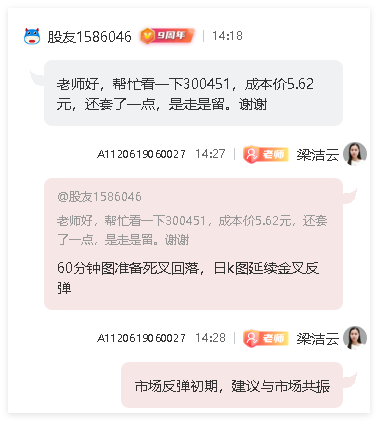 股友1586046 9周年 14:18
老师好，帮忙看一下300451，成本价5.62
元，还套了一点，是走是留。谢谢
A1120619060027 14:27 老师 梁洁云
@股友1586046
老师好，帮忙看一下300451，成本价5.62元，还套
了一点，是走是留。谢谢
60分钟图准备死叉回落，日k图延续金叉反
弹
A1120619060027 14:28 老师 梁洁云
市场反弹初期，建议与市场共振